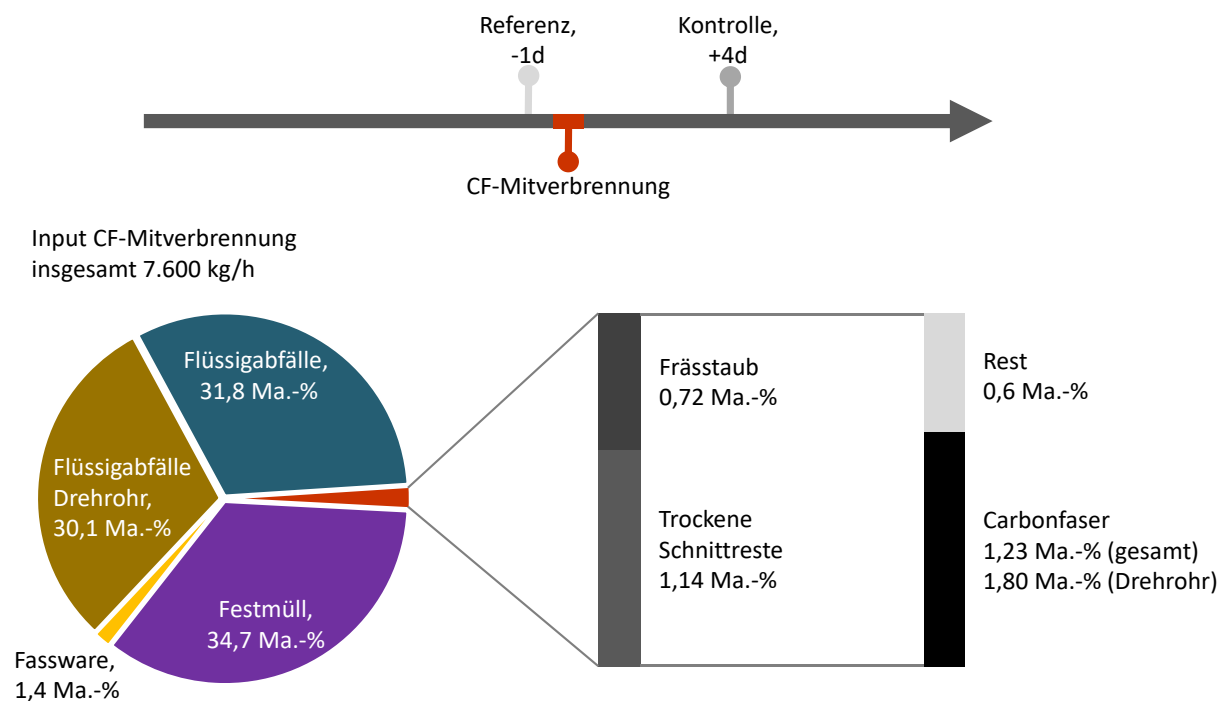 Referenz,
-1d
Kontrolle,
+4d
CF-Mitverbrennung
Input CF-Mitverbrennung
insgesamt 7.600 kg/h
Flüssigabfälle,
31,8 Ma.-%
Flüssigabfälle
Drehrohr,
30,1 Ma.-%
Festmüll,
34,7 Ma.-%
Fassware,
1,4 Ma.-%
Frässtaub
0,72 Ma.-%
Trockene
Schnittreste
1,14 Ma.-%
Rest
0,6 Ma.-%
Carbonfaser
1,23 Ma.-% (gesamt)
1,80 Ma.-% (Drehrohr)